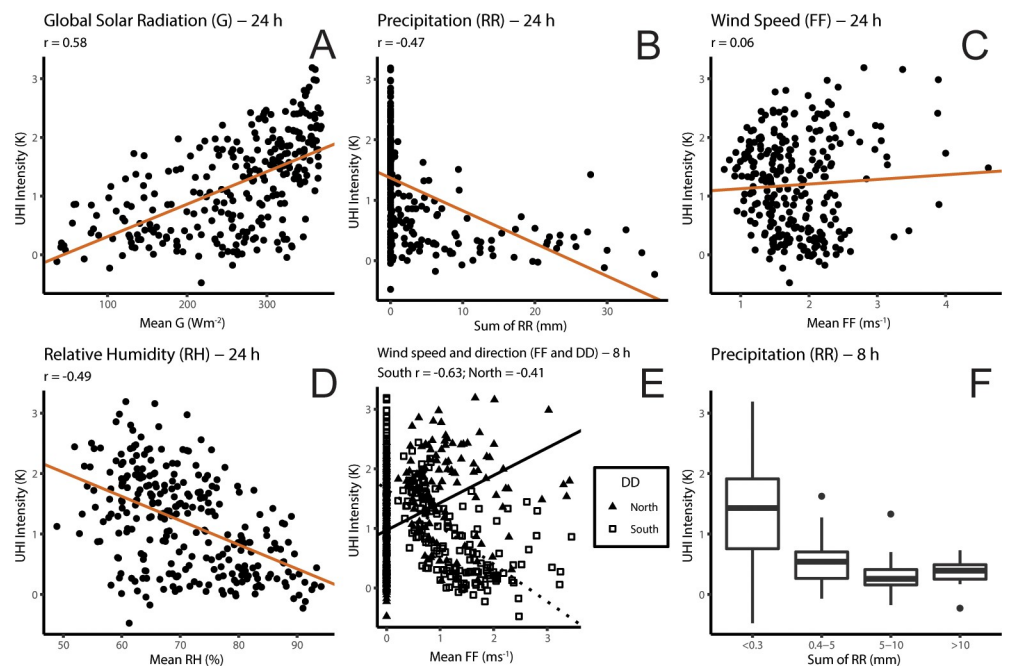 Global Solar Radiation (G) – 24 h
r = 0.58
A
UHI Intensity (K)
3
2
1
0
100 200 300
Mean G (Wm-2)
Precipitation (RR) – 24 h
r = -0.47
B
UHI Intensity (K)
3
2
1
0
0 10 20 30
Sum of RR (mm)
Wind Speed (FF) – 24 h
r = 0.06
C
UHI Intensity (K)
3
2
1
0
1 2 3 4
Mean FF (ms-1)
Relative Humidity (RH) – 24 h
r = -0.49
D
UHI Intensity (K)
3
2
1
0
50 60 70 80 90
Mean RH (%)
Wind speed and direction (FF and DD) – 8 h
South r = -0.63; North = -0.41
E
UHI Intensity (K)
3
2
1
0
0 1 2 3
Mean FF (ms-1)
DD
North
South
Precipitation (RR) – 8 h
F
UHI Intensity (K)
3
2
1
0
<0.3 0.4–5 5–10 >10
Sum of RR (mm)